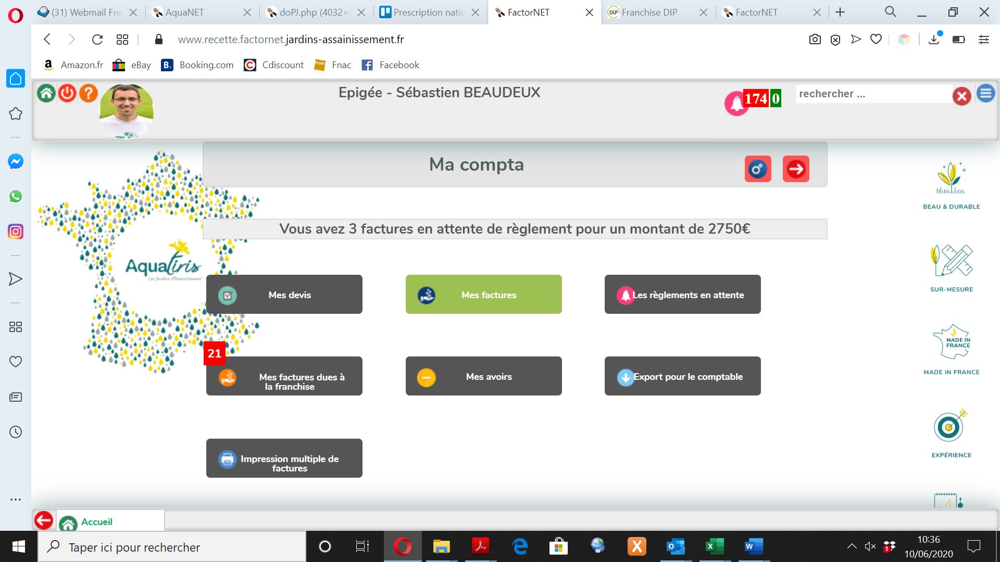 (31) Webmail Free
AquaNET
doPJ.php (4032×2
Prescription natio
FactorNET
Franchise DIP
FactorNET
www.recette.factornet.jardins-assainissement.fr
Amazon.fr
eBay
Booking.com
Cdiscount
Fnac
Facebook
Epigée - Sébastien BEAUDEUX
174 0
rechercher ...
Ma compta
Vous avez 3 factures en attente de règlement pour un montant de 2750€
Aquatiris
Les Jardins d'Assainissement
Mes devis
Mes factures
Les règlements en attente
21
Mes factures dues à
la franchise
Mes avoirs
Export pour le comptable
Impression multiple de
factures
BEAU & DURABLE
SUR-MESURE
MADE IN
FRANCE
MADE IN FRANCE
EXPÉRIENCE
Accueil
Taper ici pour rechercher
10:36
10/06/2020